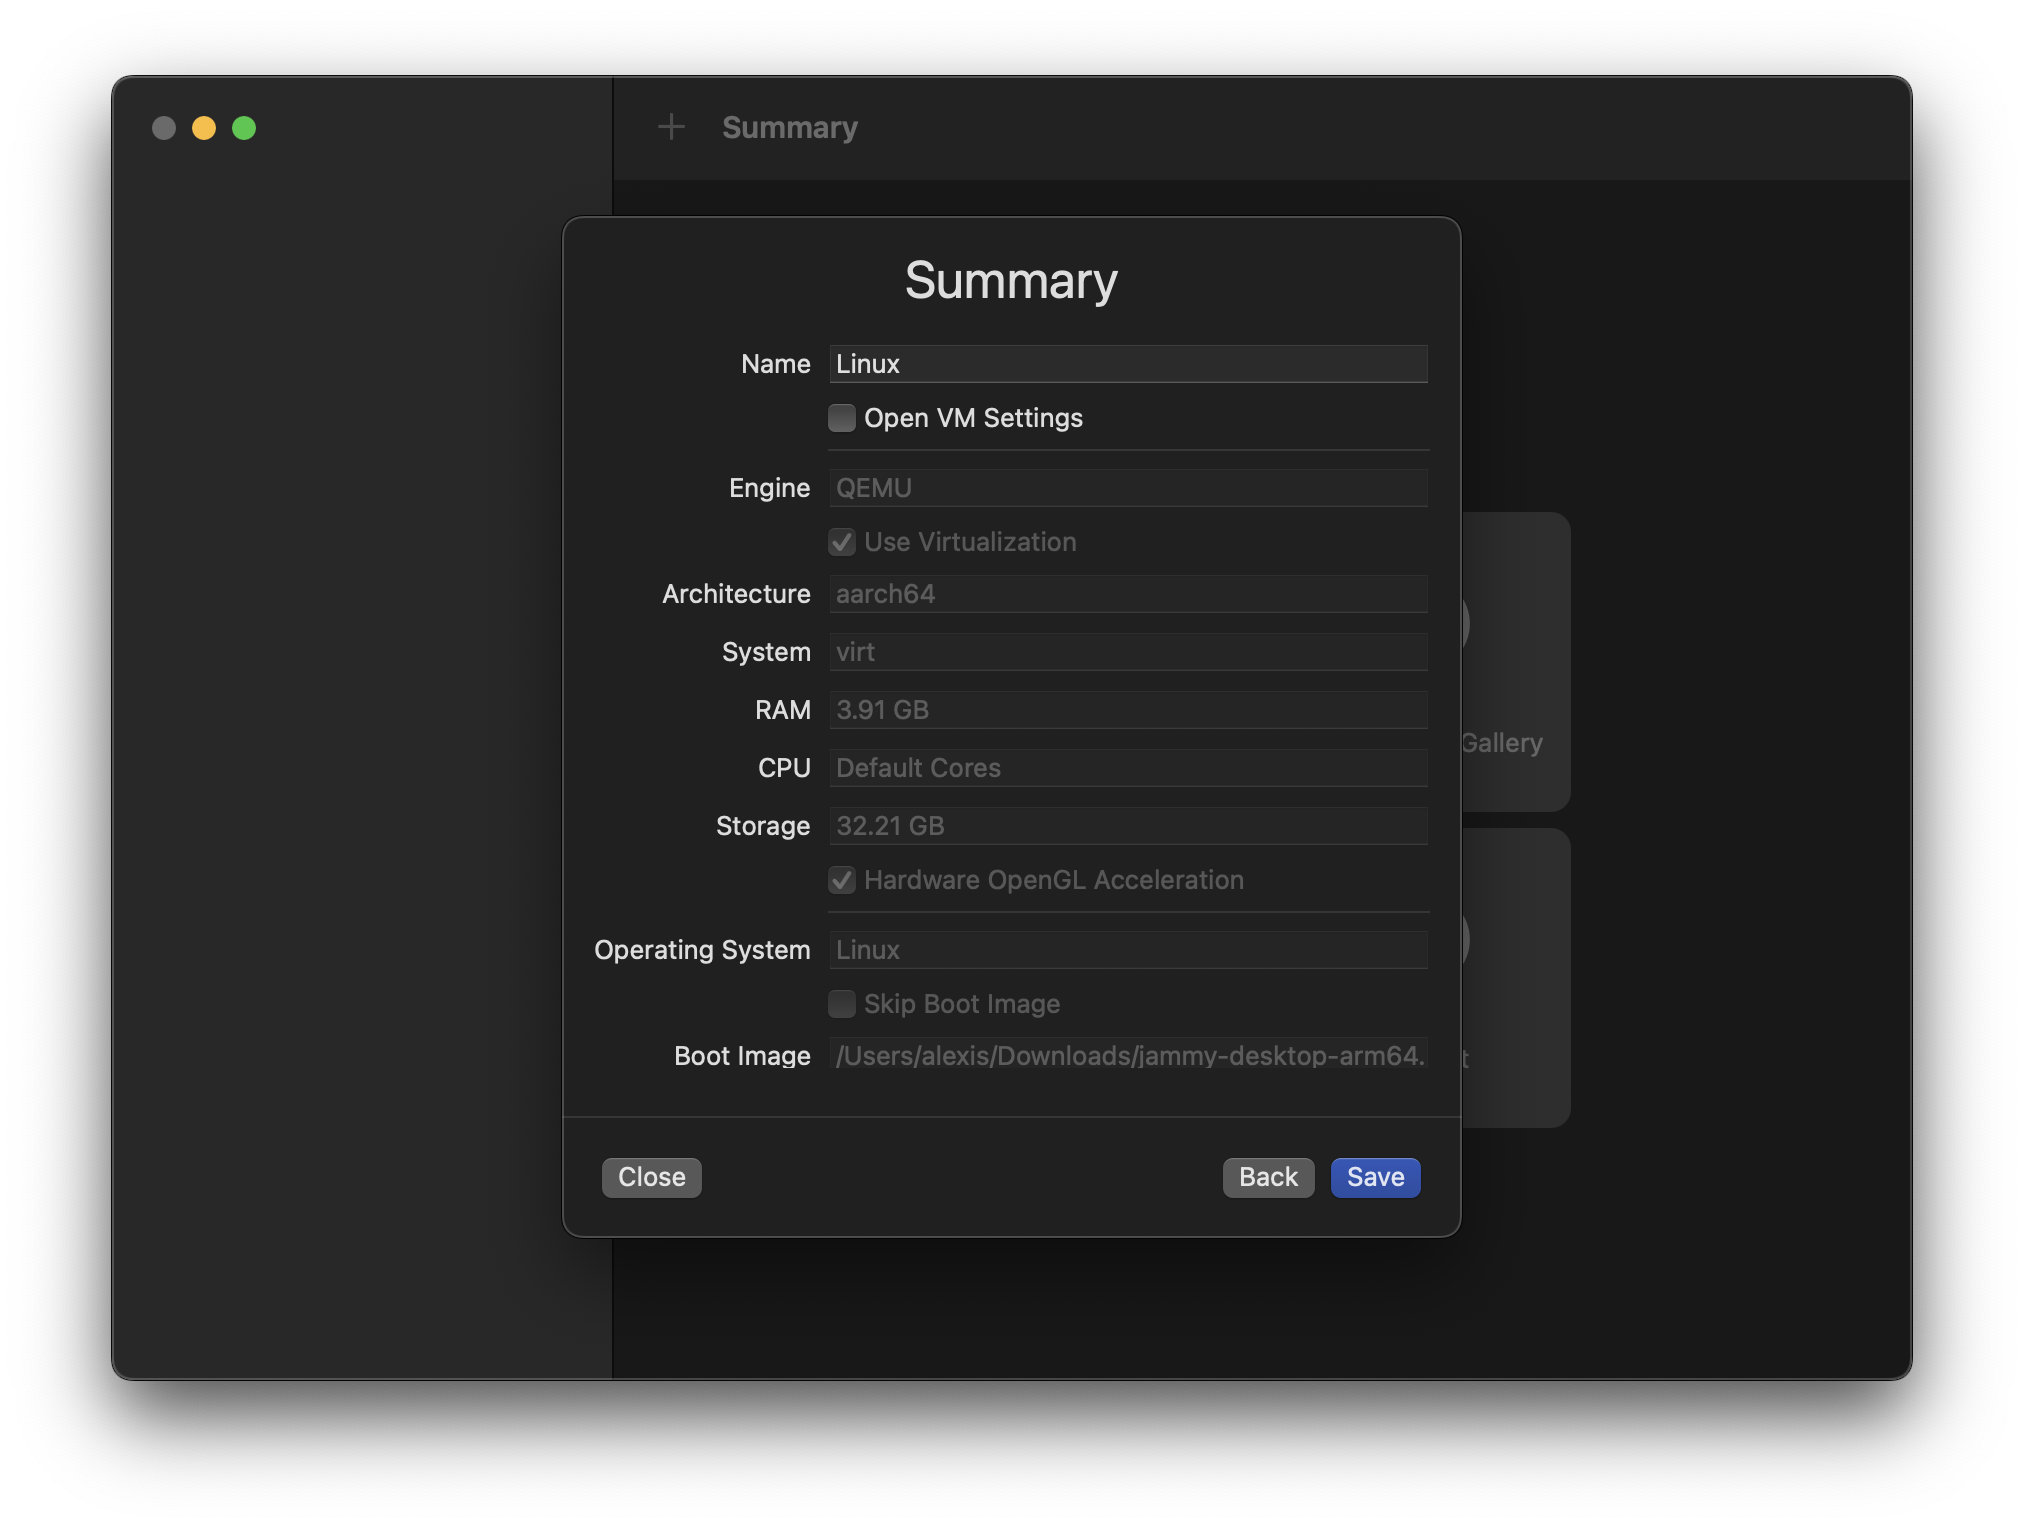 Summary
Summary
Name Linux
Open VM Settings
Engine QEMU
Use Virtualization
Architecture aarch64
System virt
RAM 3.91 GB
CPU Default Cores
Storage 32.21 GB
Hardware OpenGL Acceleration
Operating System Linux
Skip Boot Image
Boot Image /Users/alexis/Downloads/jammy-desktop-arm64.
Gallery
Close Back Save